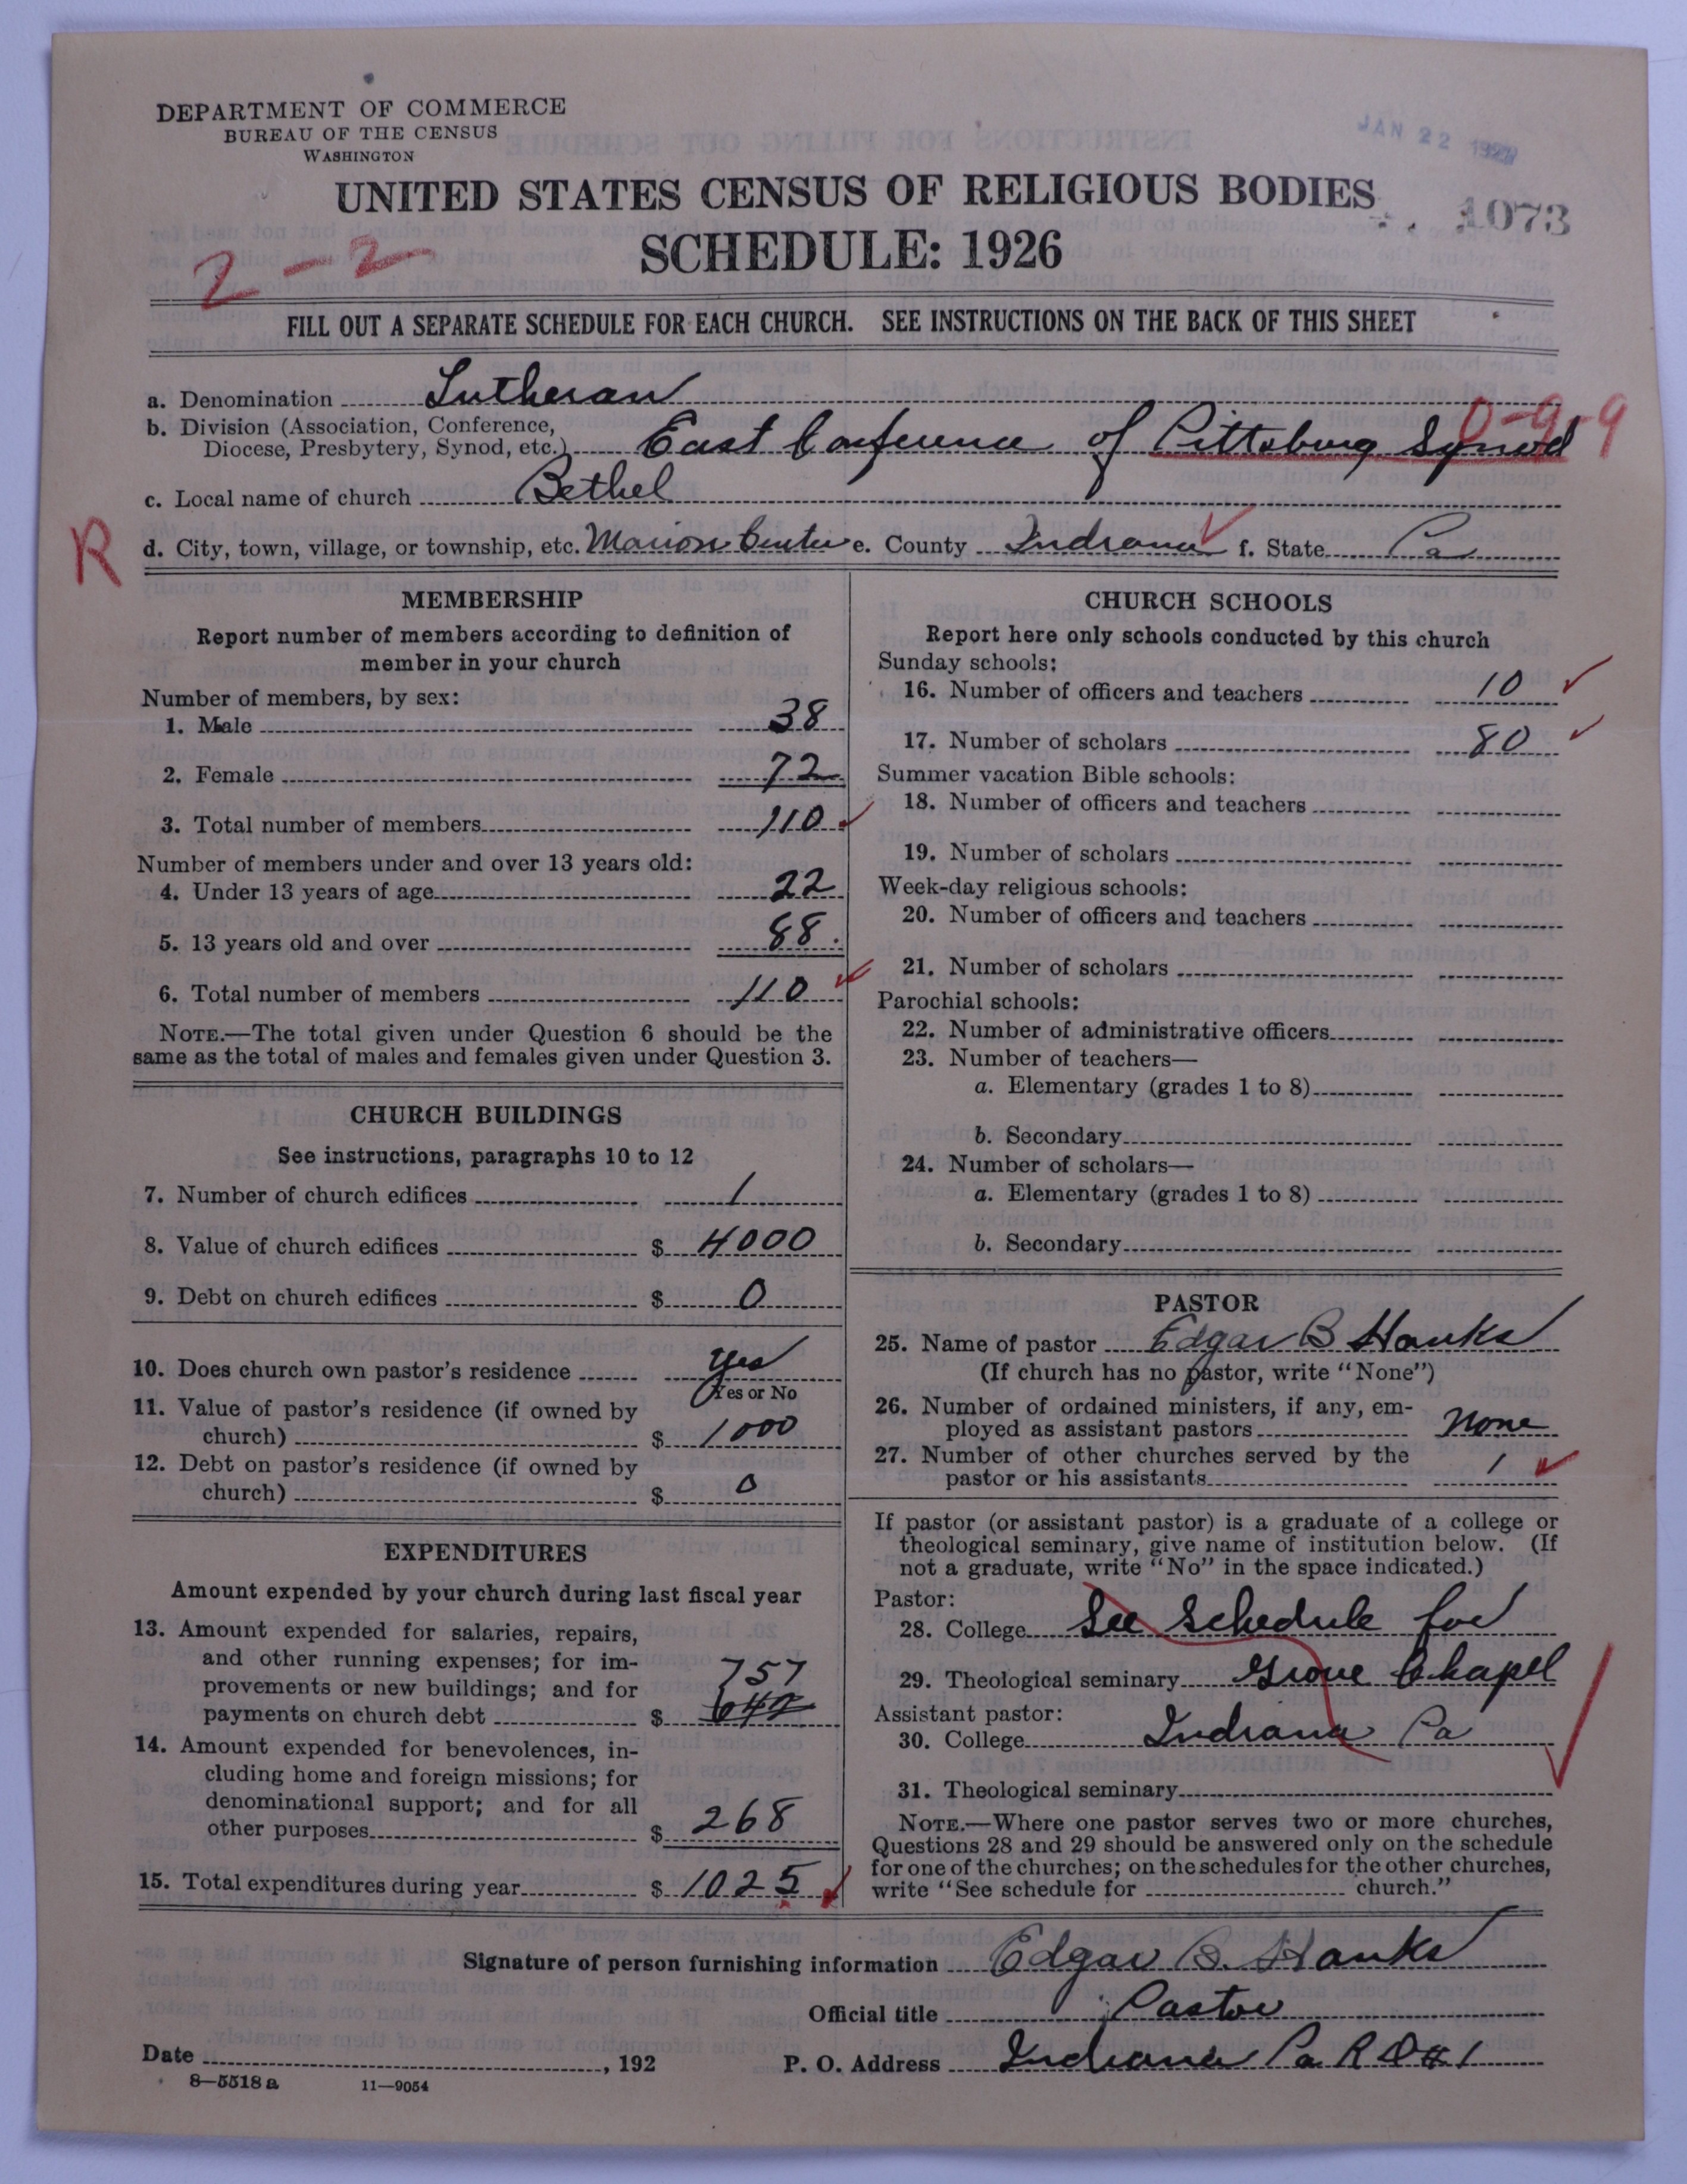 DEPARTMENT OF COMMERCE
BUREAU OF THE CENSUS
WASHINGTON
JAN 22
1073
UNITED STATES CENSUS OF RELIGIOUS BODIES
SCHEDULE: 1926
2-2
FILL OUT A SEPARATE SCHEDULE FOR EACH CHURCH. SEE INSTRUCTIONS ON THE BACK OF THIS SHEET
a. Denomination Lutheran
0-9-9
b. Division (Association, Conference,
Diocese, Presbytery, Synod, etc.) East Conference of Pittsburg Synod
c. Local name of church Bethel
R
d. City, town, village, or township, etc. Marion Center e. County Indiana f. State Pa
MEMBERSHIP
Report number of members according to definition of
member in your church
Number of members, by sex:
1. Male 38
2. Female 72
3. Total number of members 110
Number of members under and over 13 years old:
4. Under 13 years of age 22
5. 13 years old and over 88
6. Total number of members 110
NOTE.—The total given under Question 6 should be the
same as the total of males and females given under Question 3.
CHURCH BUILDINGS
See instructions, paragraphs 10 to 12
7. Number of church edifices 1
8. Value of church edifices $ 4000
9. Debt on church edifices $ 0
10. Does church own pastor's residence yes
Yes or No
11. Value of pastor's residence (if owned by
church) $ 1000
12. Debt on pastor's residence (if owned by
church) $ 0
EXPENDITURES
Amount expended by your church during last fiscal year
13. Amount expended for salaries, repairs,
and other running expenses; for im-
provements or new buildings; and for 757
payments on church debt $
14. Amount expended for benevolences, in-
cluding home and foreign missions; for
denominational support; and for all
other purposes $ 268
15. Total expenditures during year $ 1025
CHURCH SCHOOLS
Report here only schools conducted by this church
Sunday schools:
16. Number of officers and teachers 10
17. Number of scholars 80
Summer vacation Bible schools:
18. Number of officers and teachers
19. Number of scholars
Week-day religious schools:
20. Number of officers and teachers
21. Number of scholars
Parochial schools:
22. Number of administrative officers
23. Number of teachers—
a. Elementary (grades 1 to 8)
b. Secondary
24. Number of scholars—
a. Elementary (grades 1 to 8)
b. Secondary
PASTOR
25. Name of pastor Edgar B Hanks
(If church has no pastor, write "None")
26. Number of ordained ministers, if any, em-
ployed as assistant pastors none
27. Number of other churches served by the
pastor or his assistants 1
If pastor (or assistant pastor) is a graduate of a college or
theological seminary, give name of institution below. (If
not a graduate, write "No" in the space indicated.)
Pastor:
28. College See Schedule for
29. Theological seminary Grove Chapel
Assistant pastor:
30. College Indiana Pa
31. Theological seminary
NOTE.—Where one pastor serves two or more churches,
Questions 28 and 29 should be answered only on the schedule
for one of the churches; on the schedules for the other churches,
write "See schedule for church."
Signature of person furnishing information Edgar B. Hanks
Official title Pastor
Date , 192 P. O. Address Indiana Pa R D #1
8—5518 a 11—9054